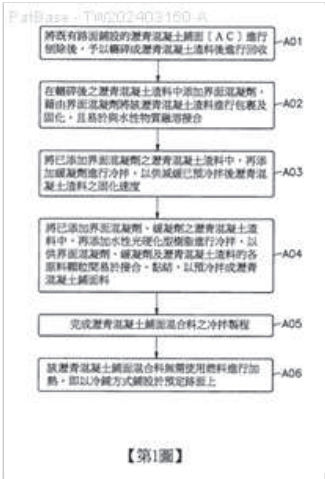 PatBase - TW202403160 A
將既有路面鋪設的瀝青混凝土鋪面【AC】進行
刨除後，予以輾碎成瀝青混凝土渣料後進行回收
A01
在輾碎後之瀝青混凝土渣料中添加界面混凝劑，
藉由界面混凝劑將該瀝青混凝土渣料進行包裹及
固化，且易於與水性物質融溶接合
A02
將已添加界面混凝劑之瀝青混凝土渣料中，再添
加緩凝劑進行冷拌，以供減緩已預冷拌後瀝青混
凝土渣料之固化速度
A03
將已添加界面混凝劑、緩凝劑之瀝青混凝土渣
料中，再添加水性光硬化型樹脂進行冷拌，以
供界面混凝劑、緩凝劑及瀝青混凝土渣料的各
原料顆粒間易於接合、黏結，以預冷拌成瀝青
混凝土鋪面料
A04
完成瀝青混凝土鋪面混合料之冷拌製程
A05
該瀝青混凝土鋪面混合料無需使用燃料進行加
熱，即以冷鋪方式鋪設於預定路面上
A06
【第1圖】